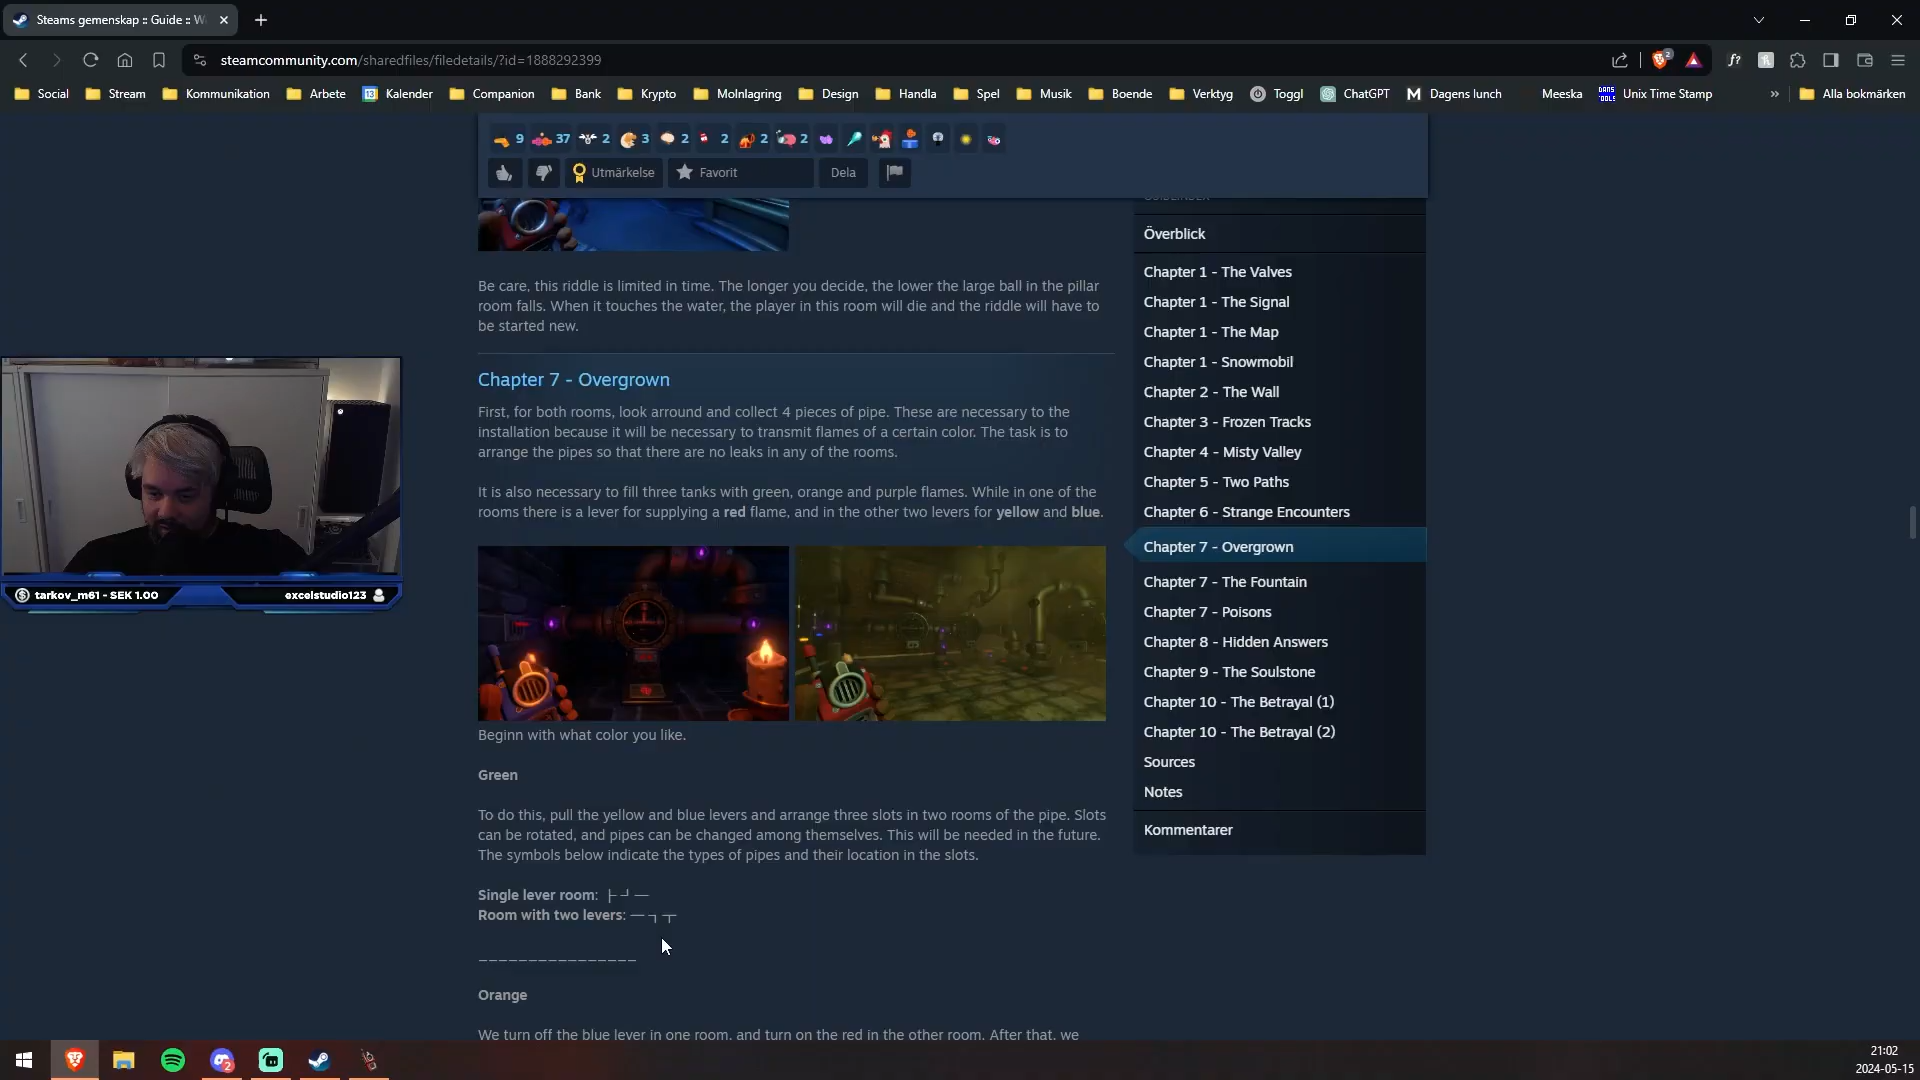 Steams gemenskap :: Guide :: W
steamcommunity.com/sharedfiles/filedetails/?id=1888292399
2
f?
Social
Stream
Kommunikation
Arbete
13
Kalender
Companion
Bank
Krypto
Molnlagring
Design
Handla
Spel
Musik
Boende
Verktyg
Toggl
ChatGPT
M
Dagens lunch
Meeska
DANS TOOLS
Unix Time Stamp
»
Alla bokmärken
9
37
2
3
2
2
2
2
Utmärkelse
Favorit
Dela
Be care, this riddle is limited in time. The longer you decide, the lower the large ball in the pillar
room falls. When it touches the water, the player in this room will die and the riddle will have to
be started new.
Chapter 7 - Overgrown
First, for both rooms, look arround and collect 4 pieces of pipe. These are necessary to the
installation because it will be necessary to transmit flames of a certain color. The task is to
arrange the pipes so that there are no leaks in any of the rooms.
It is also necessary to fill three tanks with green, orange and purple flames. While in one of the
rooms there is a lever for supplying a red flame, and in the other two levers for yellow and blue.
Beginn with what color you like.
Green
To do this, pull the yellow and blue levers and arrange three slots in two rooms of the pipe. Slots
can be rotated, and pipes can be changed among themselves. This will be needed in the future.
The symbols below indicate the types of pipes and their location in the slots.
Single lever room: ├ ┘ ─
Room with two levers: ─ ┐ ┬
________________
Orange
We turn off the blue lever in one room, and turn on the red in the other room. After that, we
GUIDEINDEX
Överblick
Chapter 1 - The Valves
Chapter 1 - The Signal
Chapter 1 - The Map
Chapter 1 - Snowmobil
Chapter 2 - The Wall
Chapter 3 - Frozen Tracks
Chapter 4 - Misty Valley
Chapter 5 - Two Paths
Chapter 6 - Strange Encounters
Chapter 7 - Overgrown
Chapter 7 - The Fountain
Chapter 7 - Poisons
Chapter 8 - Hidden Answers
Chapter 9 - The Soulstone
Chapter 10 - The Betrayal (1)
Chapter 10 - The Betrayal (2)
Sources
Notes
Kommentarer
tarkov_m61 - SEK 1.00
excelstudio123
2
21:02
2024-05-15